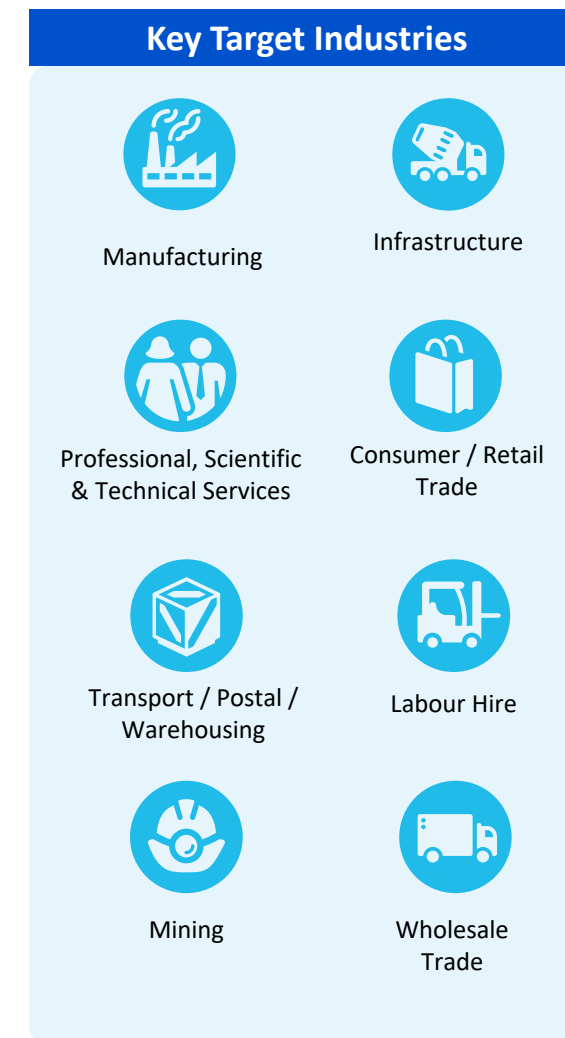 Key Target Industries
Manufacturing
Infrastructure
Professional, Scientific
& Technical Services
Consumer / Retail
Trade
Transport / Postal /
Warehousing
Labour Hire
Mining
Wholesale
Trade